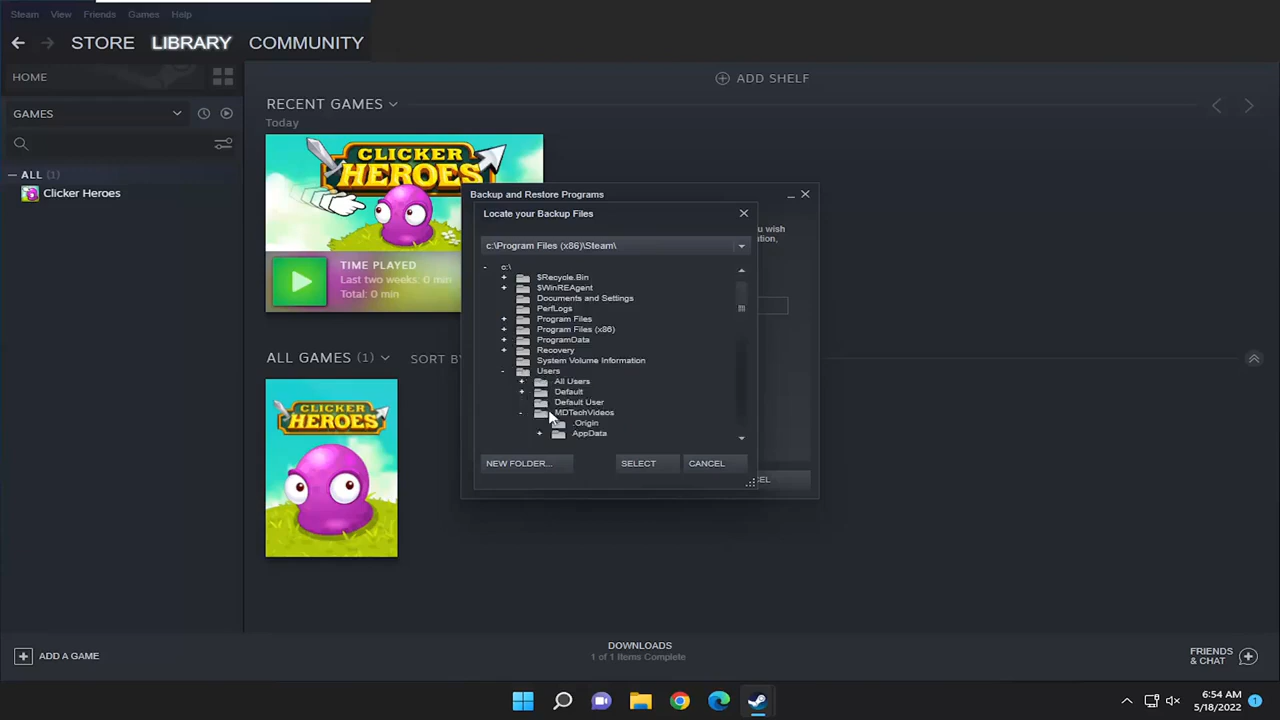 Steam View Friends Games Help
STORE LIBRARY COMMUNITY
HOME
ADD SHELF
GAMES
RECENT GAMES
Today
ALL (1)
Clicker Heroes
CLICKER
HEROES
TIME PLAYED
Last two weeks: 0 min
Total: 0 min
Backup and Restore Programs
Locate your Backup Files
u wish
ation,
c:\Program Files (x86)\Steam\
c:\
$Recycle.Bin
$WinREAgent
Documents and Settings
PerfLogs
Program Files
Program Files (x86)
ProgramData
Recovery
System Volume Information
Users
All Users
Default
Default User
MDTechVideos
.Origin
AppData
NEW FOLDER... SELECT CANCEL
CEL
ALL GAMES (1) SORT BY
CLICKER
HEROES
ADD A GAME
DOWNLOADS
1 of 1 Items Complete
FRIENDS
& CHAT
6:54 AM
5/18/2022
1